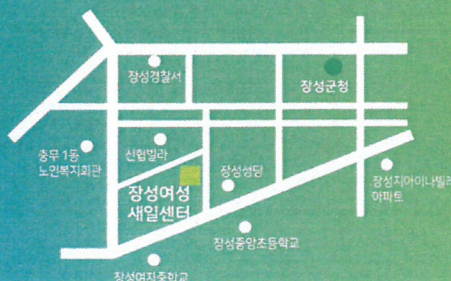 장성경찰서
장성군청
충무 1동
노인복지회관
신협빌라
장성여성
새일센터
장성성당
장성지아이나빌래
아파트
장성중앙초등학교
장성여자중학교